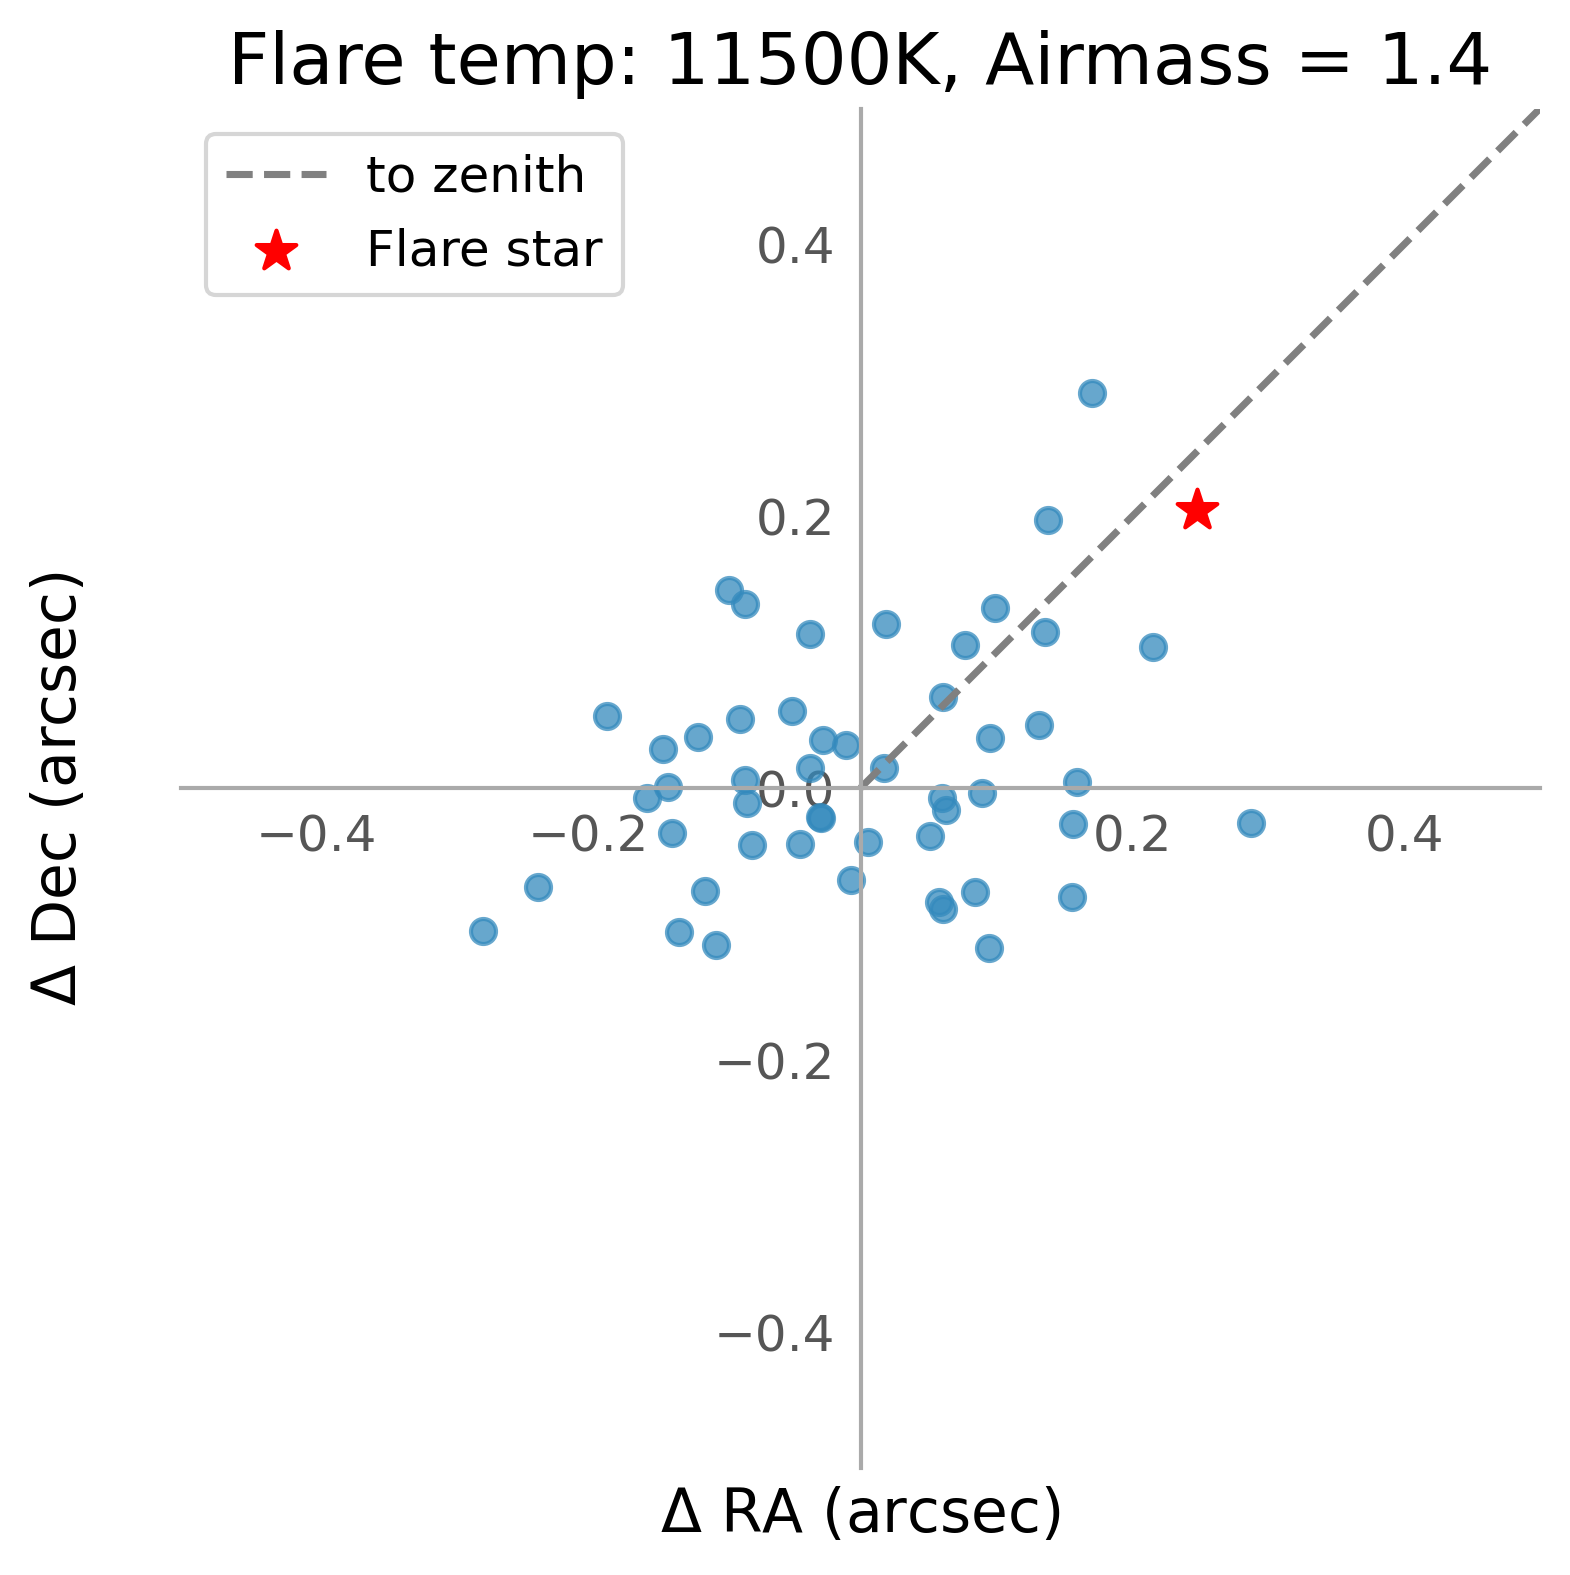 Flare temp: 11500K, Airmass = 1.4
to zenith
Flare star
0.4
0.2
0.0
−0.4 −0.2 0.2 0.4
−0.2
−0.4
Δ Dec (arcsec)
Δ RA (arcsec)